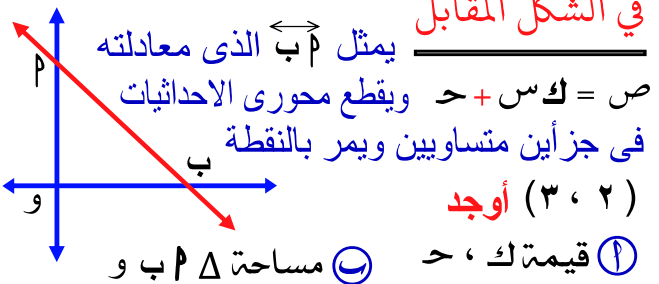 في الشكل المقابل
يمثل أ ب الذى معادلته
ص = ك س + حـ ويقطع محورى الاحداثيات
فى جزأين متساويين ويمر بالنقطة
( ٢ ، ٣ ) أوجد
أ قيمة ك ، حـ
ب مساحة Δ أ ب و
أ
ب
و